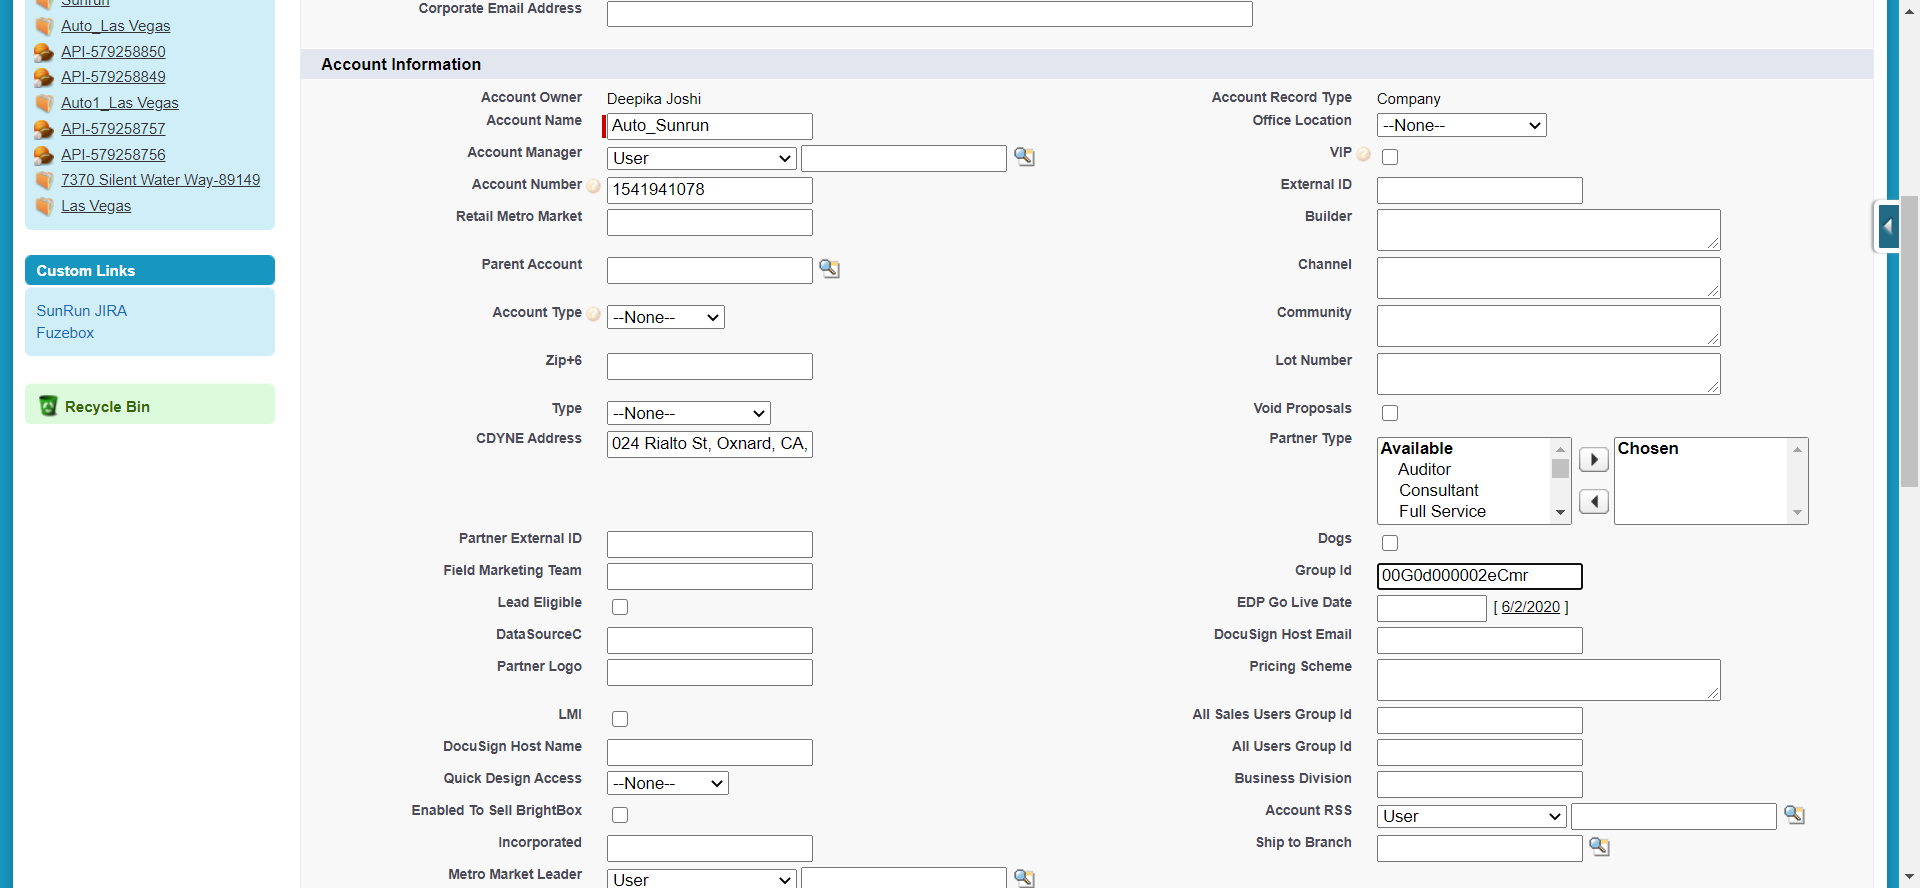 Sunrun
Auto_Las Vegas
API-579258850
API-579258849
Auto1_Las Vegas
API-579258757
API-579258756
7370 Silent Water Way-89149
Las Vegas
Custom Links
SunRun JIRA
Fuzebox
Recycle Bin
Corporate Email Address
Account Information
Account Owner Deepika Joshi
Account Record Type Company
Account Name Auto_Sunrun
Office Location --None--
Account Manager User
VIP ?
Account Number ? 1541941078
External ID
Retail Metro Market
Builder
Parent Account
Channel
Account Type ? --None--
Community
Zip+6
Lot Number
Type --None--
Void Proposals
CDYNE Address 024 Rialto St, Oxnard, CA,
Partner Type
Available
Auditor
Consultant
Full Service
Chosen
Partner External ID
Dogs
Field Marketing Team
Group Id 00G0d000002eCmr
Lead Eligible
EDP Go Live Date [ 6/2/2020 ]
DataSourceC
DocuSign Host Email
Partner Logo
Pricing Scheme
LMI
All Sales Users Group Id
DocuSign Host Name
All Users Group Id
Quick Design Access --None--
Business Division
Enabled To Sell BrightBox
Account RSS User
Incorporated
Ship to Branch
Metro Market Leader User